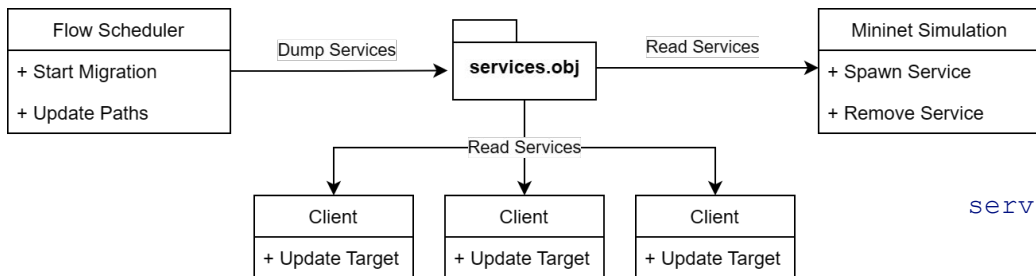 Flow Scheduler
+ Start Migration
+ Update Paths
Dump Services
services.obj
Read Services
Mininet Simulation
+ Spawn Service
+ Remove Service
Read Services
Client
+ Update Target
Client
+ Update Target
Client
+ Update Target
serv